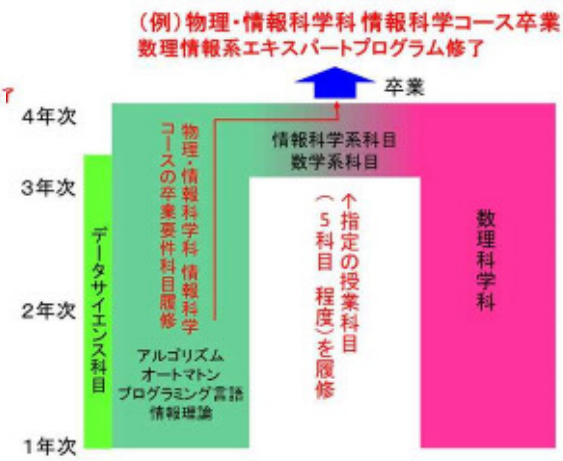 (例)物理・情報科学科 情報科学コース卒業
数理情報系エキスパートプログラム修了
了
卒業
4年次
3年次
2年次
1年次
データサイエンス科目
物理・情報科学科 情報科学
コースの卒業要件科目履修
アルゴリズム
オートマトン
プログラミング言語
情報理論
情報科学系科目
数学系科目
↑指定の授業科目
(5科目 程度)を履修
数理科学科